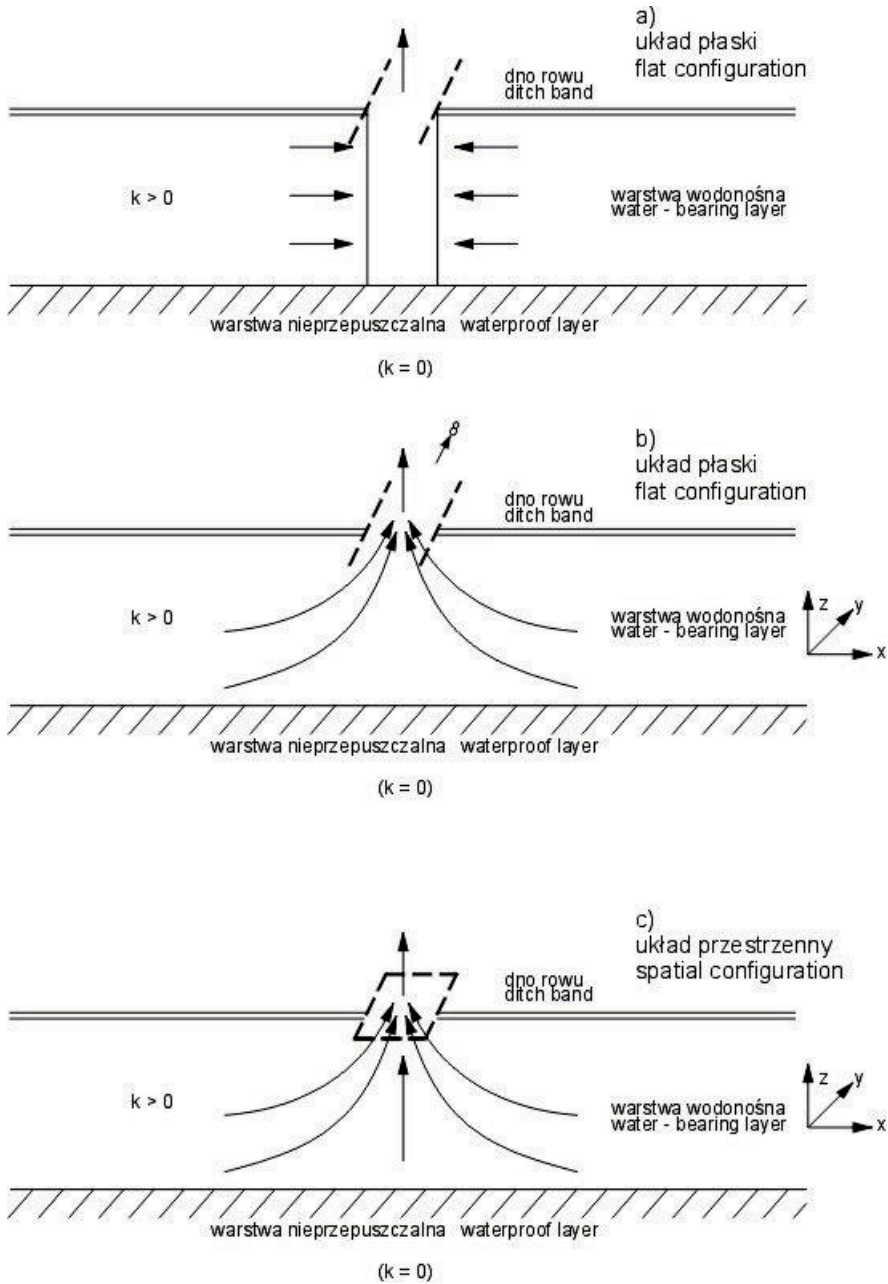 a)
układ płaski
flat configuration
dno rowu
ditch band
k > 0
warstwa wodonośna
water - bearing layer
warstwa nieprzepuszczalna waterproof layer
(k = 0)
b)
układ płaski
flat configuration
dno rowu
ditch band
k > 0
warstwa wodonośna
water - bearing layer
z
y
x
warstwa nieprzepuszczalna waterproof layer
(k = 0)
c)
układ przestrzenny
spatial configuration
dno rowu
ditch band
k > 0
warstwa wodonośna
water - bearing layer
z
y
x
warstwa nieprzepuszczalna waterproof layer
(k = 0)